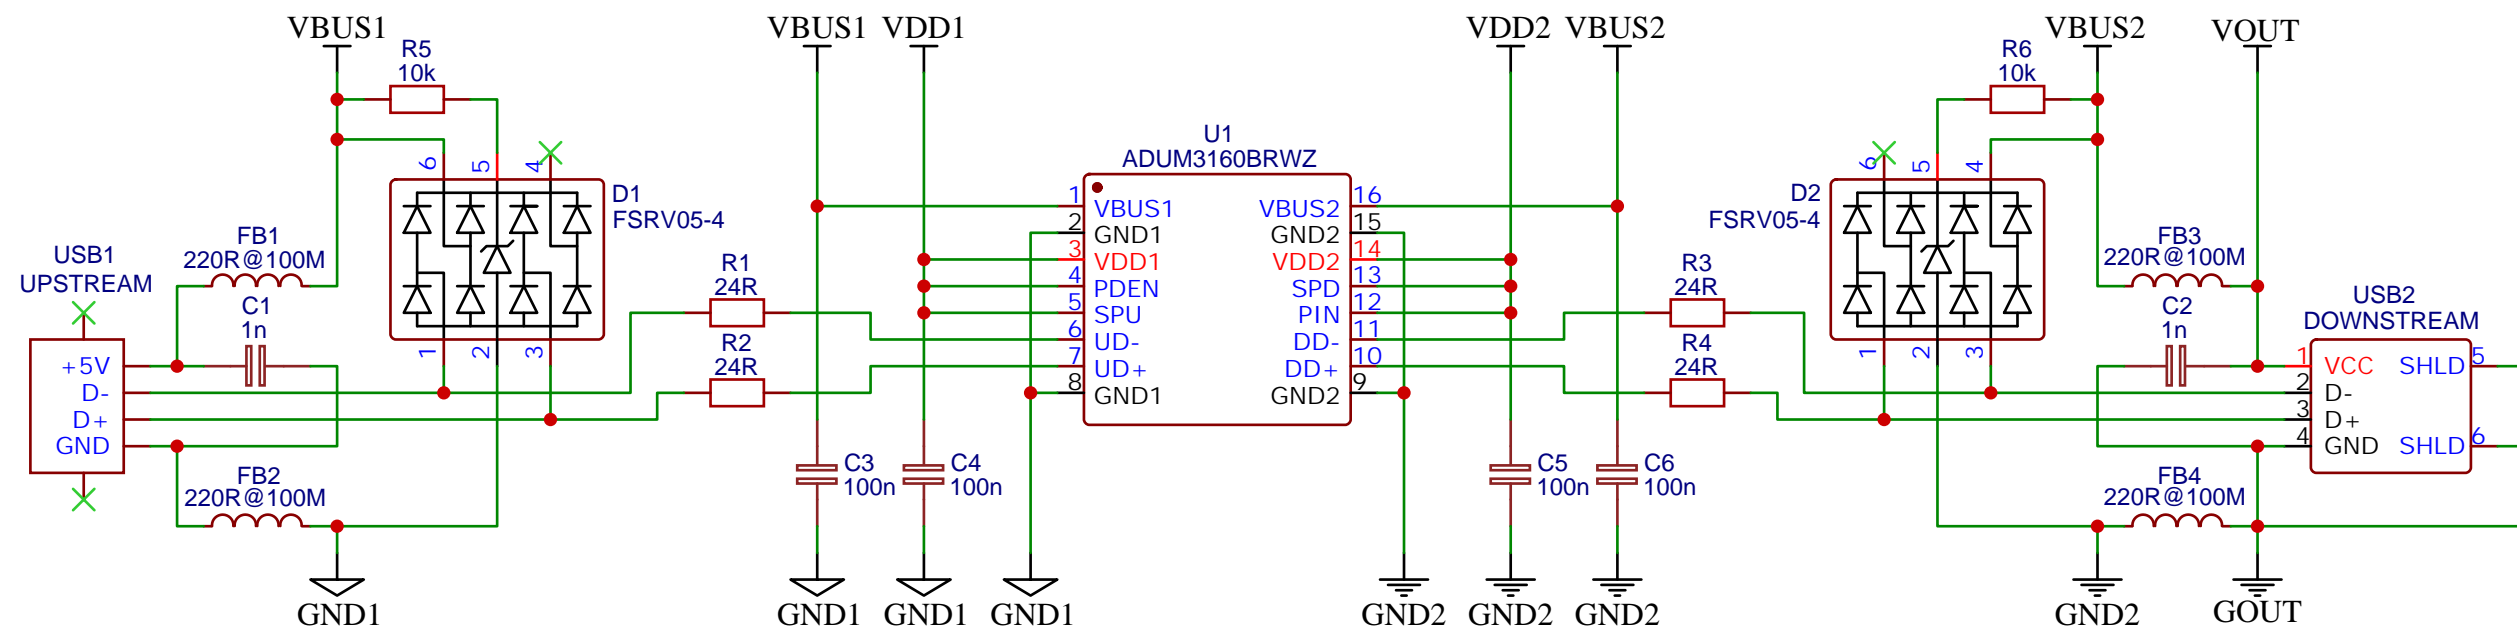 VBUS1
R5
10k
6
5
4
D1
FSRV05-4
1
2
3
USB1
UPSTREAM
FB1
220R@100M
C1
1n
+5V
D-
D+
GND
FB2
220R@100M
GND1
R1
24R
R2
24R
VBUS1
VDD1
C3
100n
C4
100n
GND1
GND1
GND1
U1
ADUM3160BRWZ
1
VBUS1
2
GND1
3
VDD1
4
PDEN
5
SPU
6
UD-
7
UD+
8
GND1
16
VBUS2
15
GND2
14
VDD2
13
SPD
12
PIN
11
DD-
10
DD+
9
GND2
VDD2
VBUS2
C5
100n
C6
100n
GND2
GND2
GND2
R3
24R
R4
24R
VBUS2
VOUT
R6
10k
6
5
4
D2
FSRV05-4
1
2
3
FB3
220R@100M
C2
1n
USB2
DOWNSTREAM
1
VCC
2
D-
3
D+
4
GND
SHLD
5
SHLD
6
FB4
220R@100M
GND2
GOUT